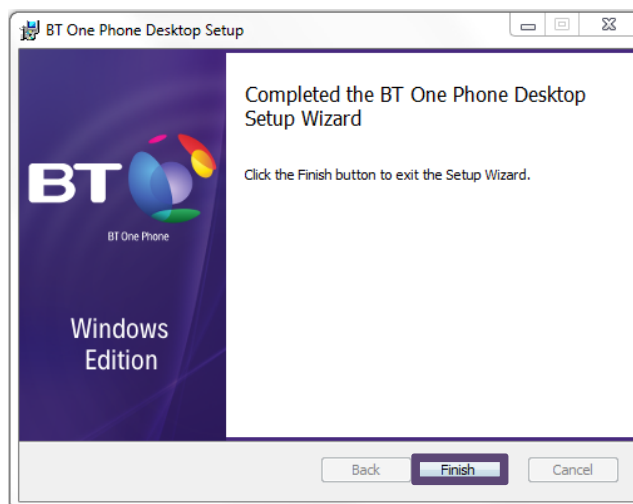 BT One Phone Desktop Setup
Completed the BT One Phone Desktop
Setup Wizard
Click the Finish button to exit the Setup Wizard.
BT
BT One Phone
Windows
Edition
Back
Finish
Cancel